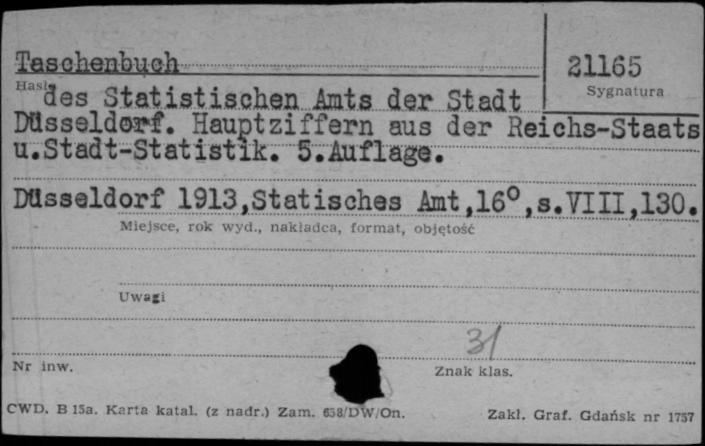 Taschenbuch
21165
Hasło
Sygnatura
des Statistischen Amts der Stadt
Düsseldorf. Hauptziffern aus der Reichs-Staats
u.Stadt-Statistik. 5.Auflage.
Düsseldorf 1913,Statisches Amt,16°,s.VIII,130.
Miejsce, rok wyd., nakładca, format, objętość
Uwagi
31
Nr inw.
Znak klas.
CWD. B 15a. Karta katal. (z nadr.) Zam. 658/DW/On.
Zakł. Graf. Gdańsk nr 1757